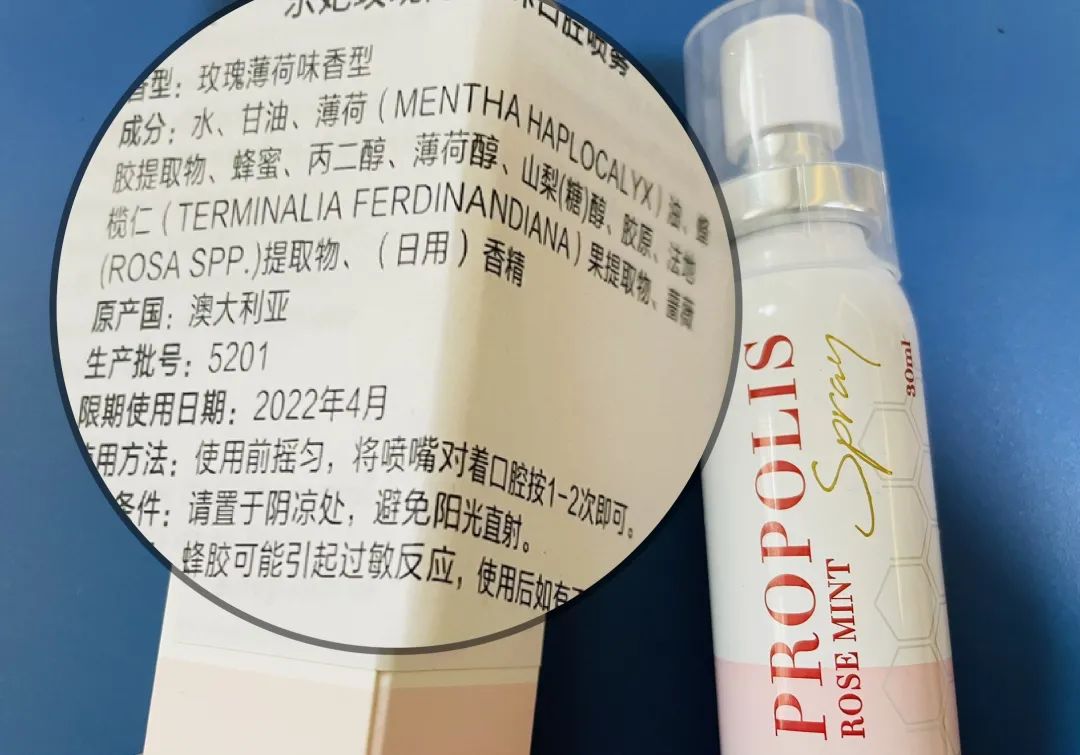 口腔喷雾
香型：玫瑰薄荷味香型
成分：水、甘油、薄荷（MENTHA HAPLOCALYX）油、蜂
胶提取物、蜂蜜、丙二醇、薄荷醇、山梨(糖)醇、胶原、法地
榄仁（TERMINALIA FERDINANDIANA）果提取物、蔷薇
(ROSA SPP.)提取物、（日用）香精
原产国：澳大利亚
生产批号：5201
限期使用日期：2022年4月
使用方法：使用前摇匀，将喷嘴对着口腔按1-2次即可。
条件：请置于阴凉处，避免阳光直射。
蜂胶可能引起过敏反应，使用后如有
PROPOLIS
Spray
ROSE MINT
30ml